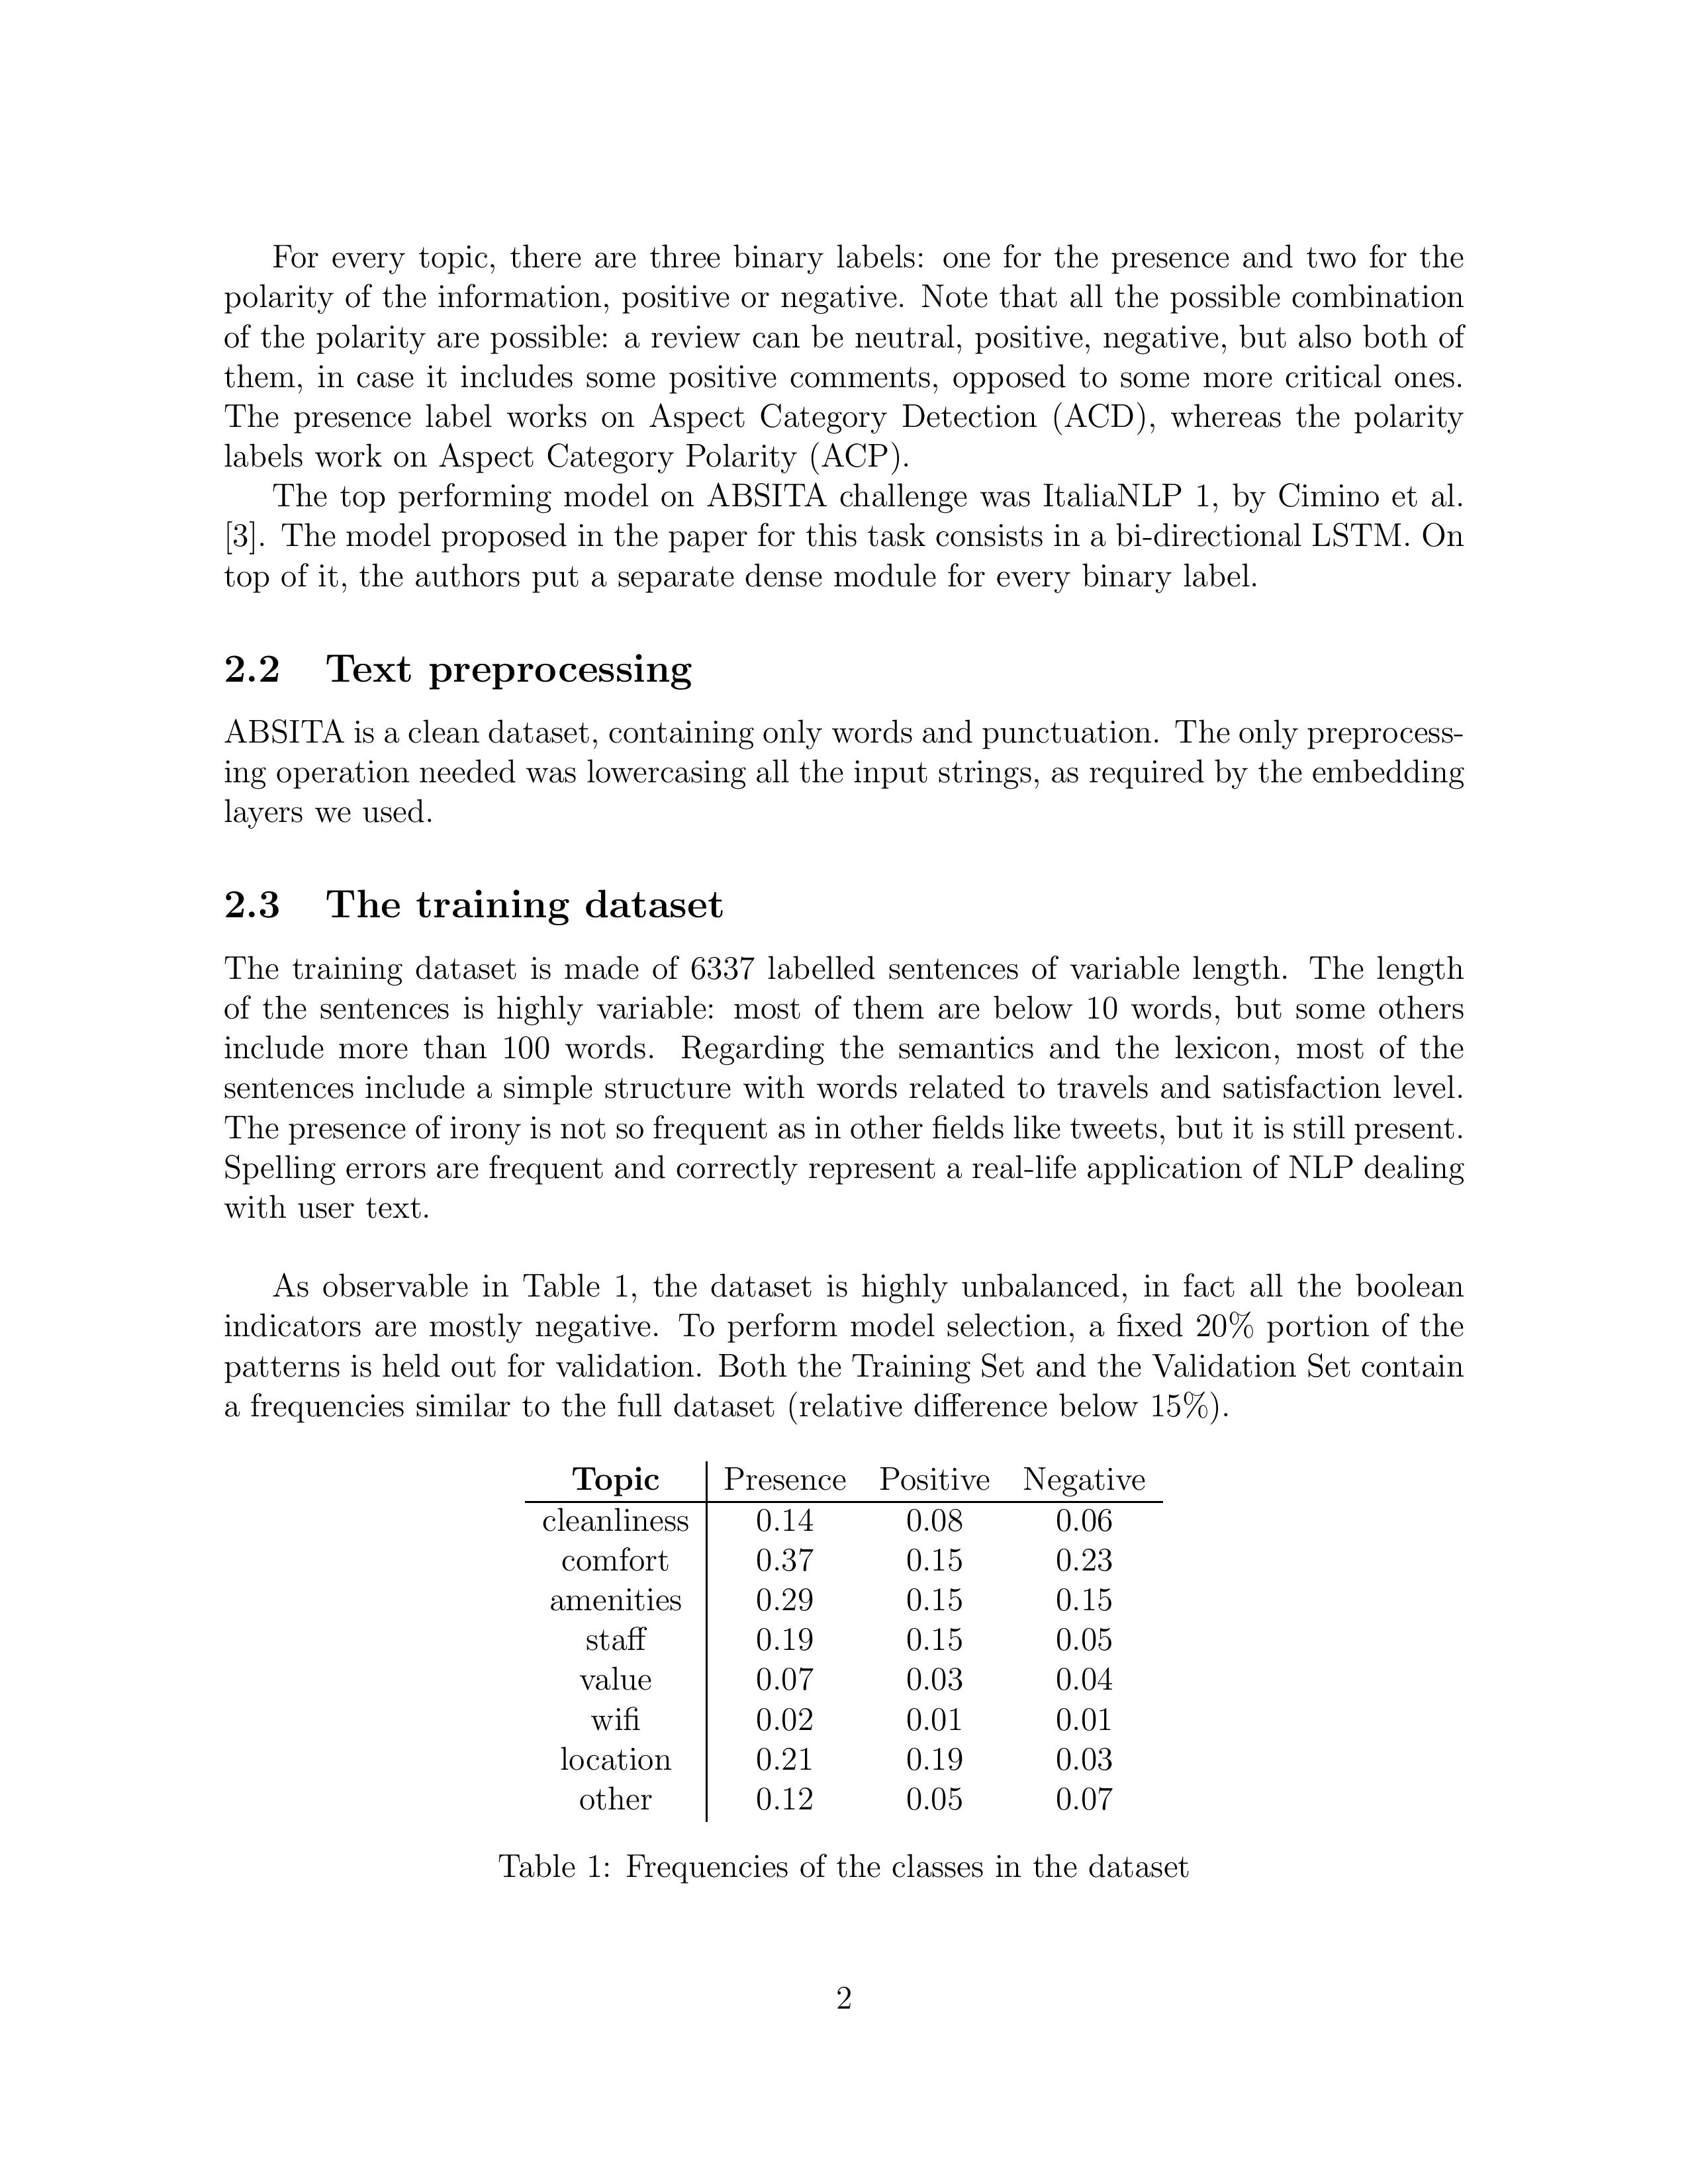 For every topic, there are three binary labels: one for the presence and two for the
polarity of the information, positive or negative. Note that all the possible combination
of the polarity are possible: a review can be neutral, positive, negative, but also both of
them, in case it includes some positive comments, opposed to some more critical ones.
The presence label works on Aspect Category Detection (ACD), whereas the polarity
labels work on Aspect Category Polarity (ACP).
The top performing model on ABSITA challenge was ItaliaNLP 1, by Cimino et al.
[3]. The model proposed in the paper for this task consists in a bi-directional LSTM. On
top of it, the authors put a separate dense module for every binary label.
2.2 Text preprocessing
ABSITA is a clean dataset, containing only words and punctuation. The only preprocess-
ing operation needed was lowercasing all the input strings, as required by the embedding
layers we used.
2.3 The training dataset
The training dataset is made of 6337 labelled sentences of variable length. The length
of the sentences is highly variable: most of them are below 10 words, but some others
include more than 100 words. Regarding the semantics and the lexicon, most of the
sentences include a simple structure with words related to travels and satisfaction level.
The presence of irony is not so frequent as in other fields like tweets, but it is still present.
Spelling errors are frequent and correctly represent a real-life application of NLP dealing
with user text.
As observable in Table 1, the dataset is highly unbalanced, in fact all the boolean
indicators are mostly negative. To perform model selection, a fixed 20% portion of the
patterns is held out for validation. Both the Training Set and the Validation Set contain
a frequencies similar to the full dataset (relative difference below 15%).
Topic Presence Positive Negative
cleanliness 0.14 0.08 0.06
comfort 0.37 0.15 0.23
amenities 0.29 0.15 0.15
staff 0.19 0.15 0.05
value 0.07 0.03 0.04
wifi 0.02 0.01 0.01
location 0.21 0.19 0.03
other 0.12 0.05 0.07
Table 1: Frequencies of the classes in the dataset
2